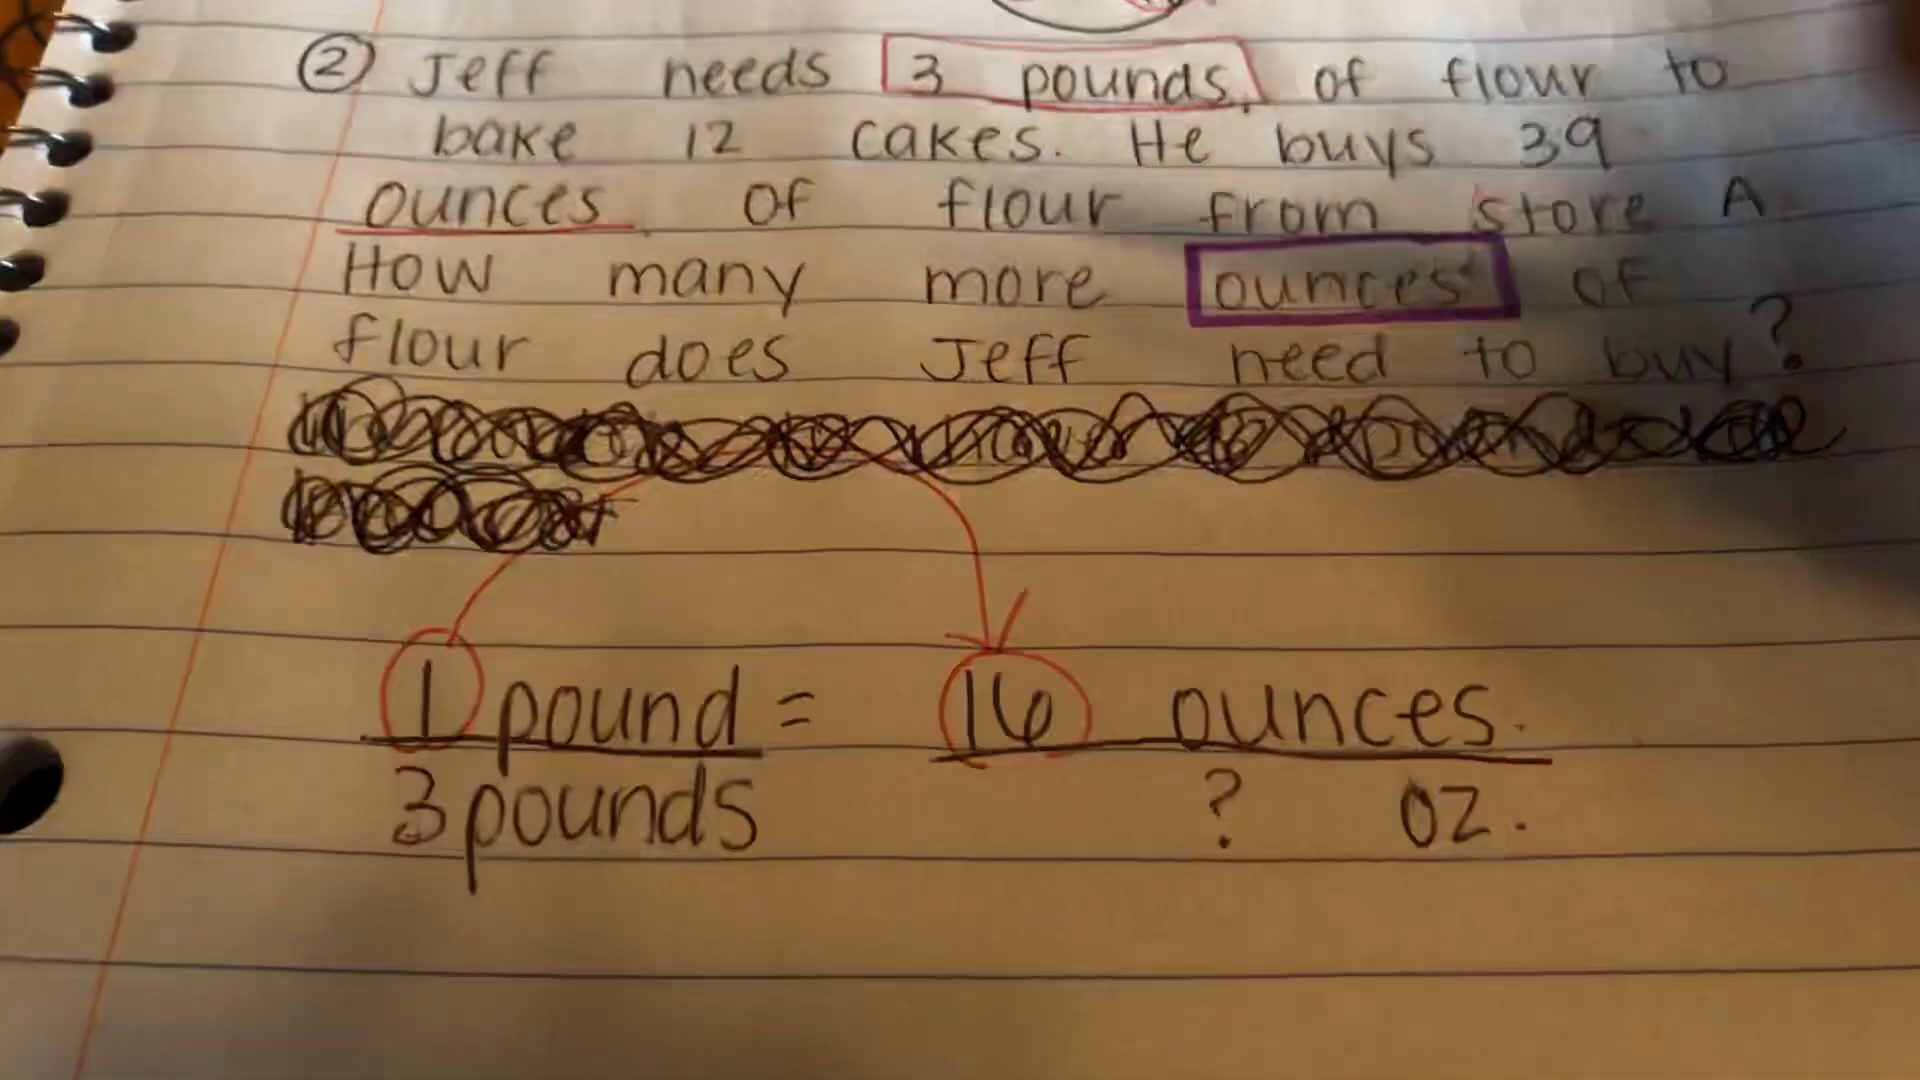 ② Jeff needs 3 pounds of flour to
bake 12 cakes. He buys 39
ounces of flour from store A.
How many more ounces of
flour does Jeff need to buy?
1 pound = 16 ounces.
3 pounds ? oz.